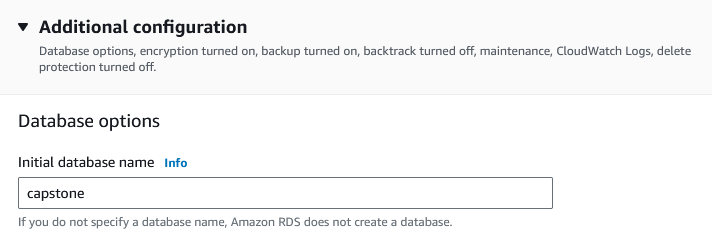 Additional configuration
Database options, encryption turned on, backup turned on, backtrack turned off, maintenance, CloudWatch Logs, delete
protection turned off.
Database options
Initial database name Info
capstone
If you do not specify a database name, Amazon RDS does not create a database.